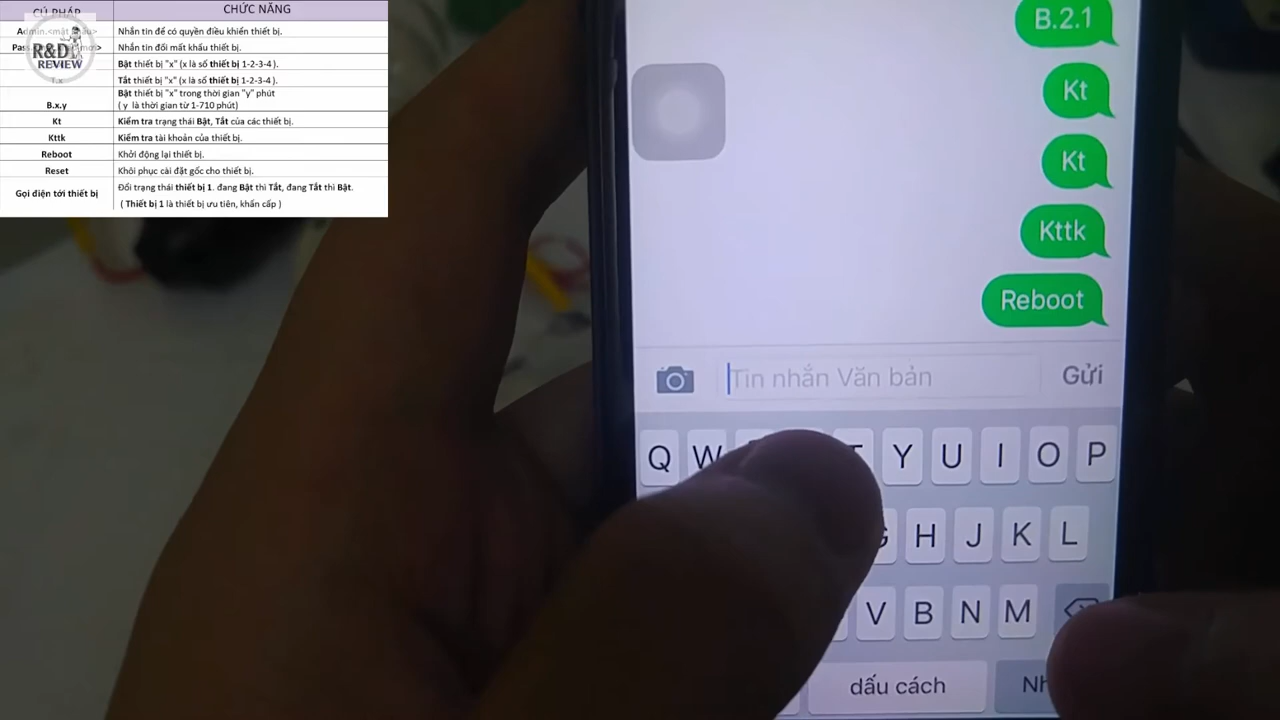 CÚ PHÁP
CHỨC NĂNG
Nhắn tin để có quyền điều khiển thiết bị.
Nhắn tin đổi mất khẩu thiết bị.
Bật thiết bị "x" (x là số thiết bị 1-2-3-4 ).
Tắt thiết bị "x" (x là số thiết bị 1-2-3-4 ).
B.x.y
Bật thiết bị "x" trong thời gian "y" phút
( y là thời gian từ 1-710 phút)
Kt
Kiểm tra trạng thái Bật, Tắt của các thiết bị.
Kttk
Kiểm tra tài khoản của thiết bị.
Reboot
Khởi động lại thiết bị.
Reset
Khôi phục cài đặt gốc cho thiết bị.
Gọi điện tới thiết bị
Đổi trạng thái thiết bị 1. đang Bật thì Tắt, đang Tắt thì Bật.
( Thiết bị 1 là thiết bị ưu tiên, khẩn cấp )
R&D
REVIEW
B.2.1
Kt
Kt
Kttk
Reboot
Tin nhắn Văn bản
Gửi
Q W Y U I O P
H J K L
V B N M
dấu cách